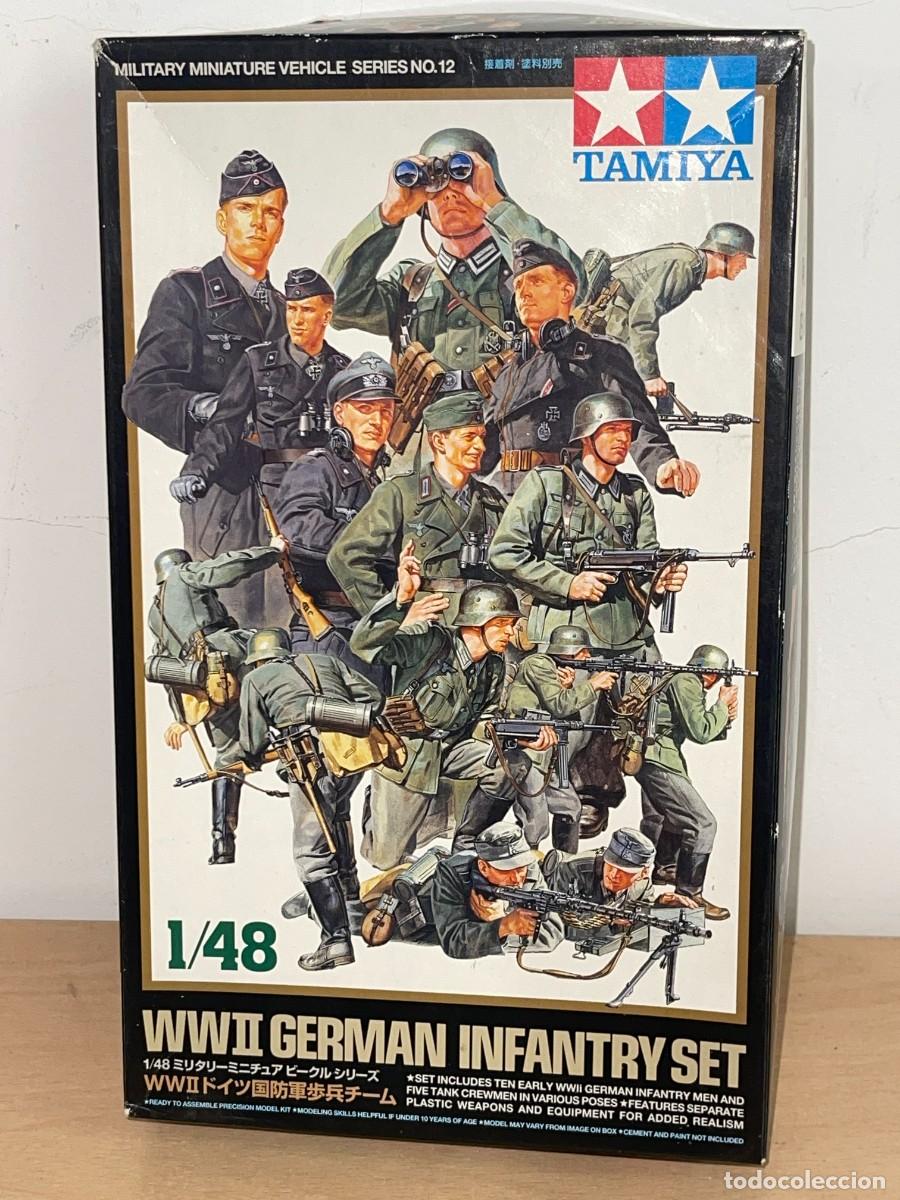 MILITARY MINIATURE VEHICLE SERIES NO.12
接着剤・塗料別売
TAMIYA
1/48
WWII GERMAN INFANTRY SET
1/48 ミリタリーミニチュア ビークル シリーズ
WWIIドイツ国防軍歩兵チーム
★SET INCLUDES TEN EARLY WWII GERMAN INFANTRY MEN AND
FIVE TANK CREWMEN IN VARIOUS POSES ★FEATURES SEPARATE
PLASTIC WEAPONS AND EQUIPMENT FOR ADDED REALISM
★READY TO ASSEMBLE PRECISION MODEL KIT ★MODELING SKILLS HELPFUL IF UNDER 10 YEARS OF AGE ★MODEL MAY VARY FROM IMAGE ON BOX ★CEMENT AND PAINT NOT INCLUDED
todocoleccion